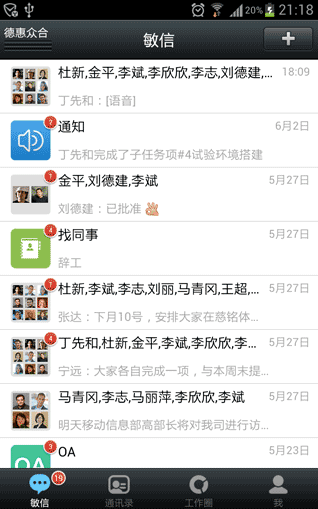 20% 21:18
德惠众合
敏信
杜新,金平,李斌,李欣欣,李志,刘德建,... 18:09
丁先和：[语音]
通知 6月2日
丁先和完成了子任务项#4试验环境搭建
金平,刘德建,李斌 5月27日
刘德建：已批准
找同事 5月27日
辞工
杜新,李斌,李志,刘丽,马青冈,王超,... 5月27日
张达：下月10号，安排大家在慈铭体...
丁先和,杜新,金平,李斌,李欣欣,李... 5月27日
宁远：大家各自完成一项，与本周末提...
马青冈,李志,马丽萍,李欣欣,李斌 5月27日
明天移动信息部高部长将对我司进行访...
OA 5月23日
OA
19
敏信 通讯录 工作圈 我